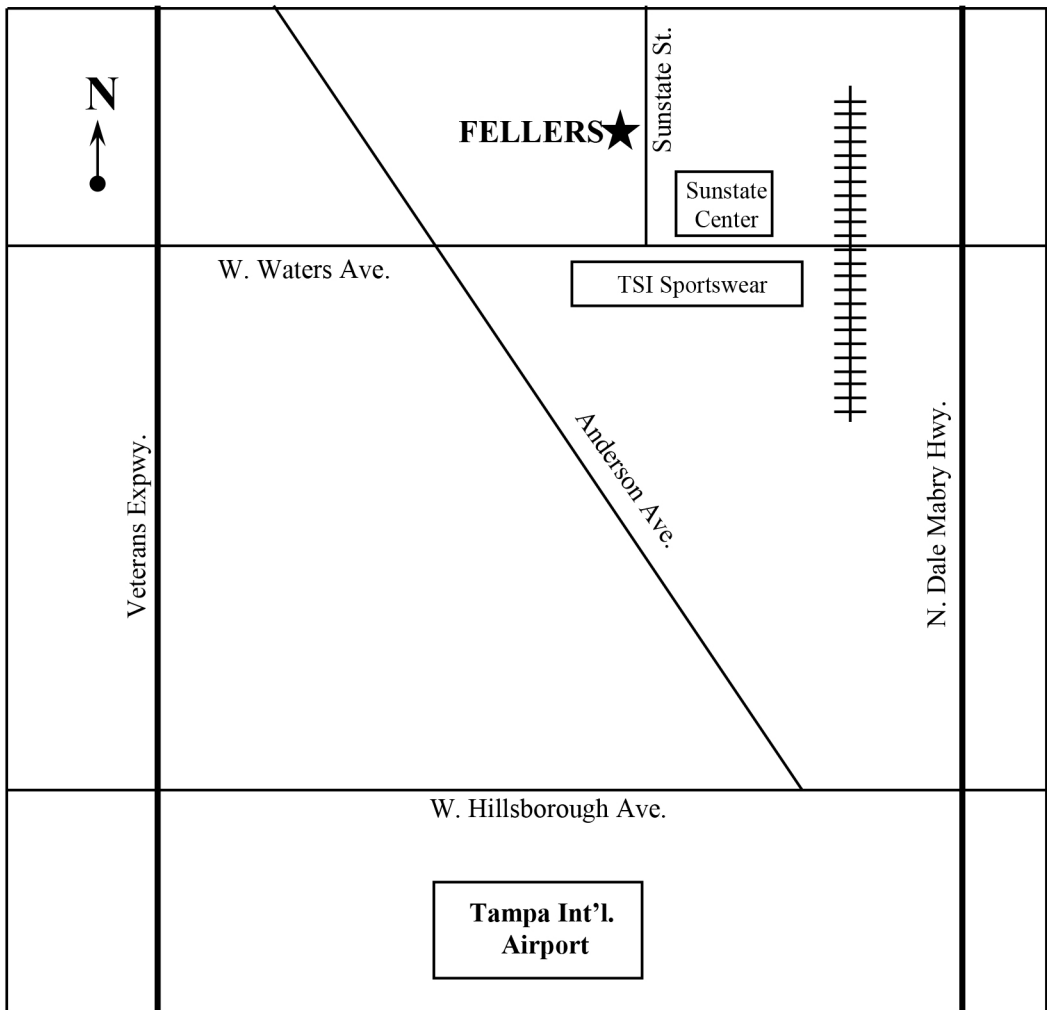 N
Sunstate St.
FELLERS
Sunstate
Center
W. Waters Ave.
TSI Sportswear
Anderson Ave.
Veterans Expwy.
N. Dale Mabry Hwy.
W. Hillsborough Ave.
Tampa Int’l.
Airport